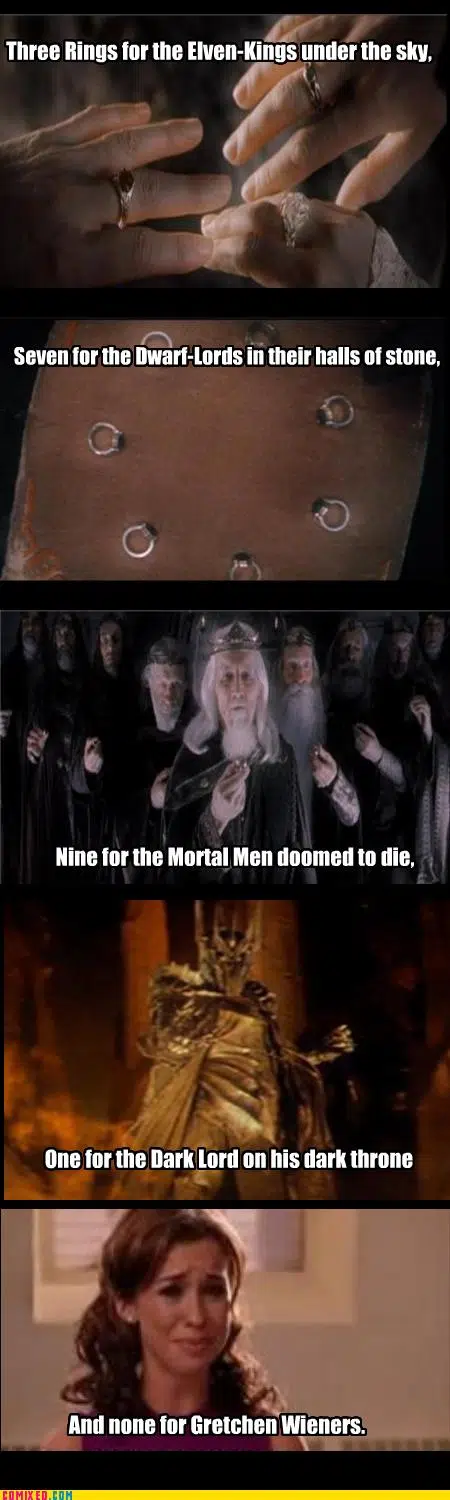 Three Rings for the Elven-Kings under the sky,
Seven for the Dwarf-Lords in their halls of stone,
Nine for the Mortal Men doomed to die,
One for the Dark Lord on his dark throne
And none for Gretchen Wieners.
COMIXED.COM